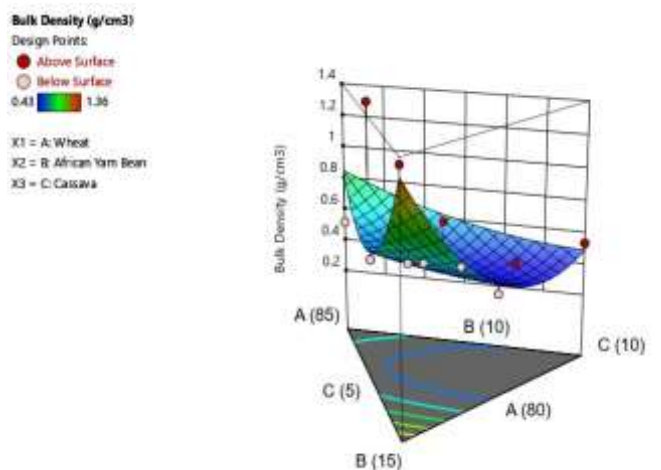 Bulk Density (g/cm3)
Design Points:
Above Surface
Below Surface
0.43 1.36
X1 = A: Wheat
X2 = B: African Yam Bean
X3 = C: Cassava
1.4
1.2
1
0.8
0.6
0.4
0.2
Bulk Density (g/cm3)
A (85)
B (10)
C (10)
C (5)
A (80)
B (15)